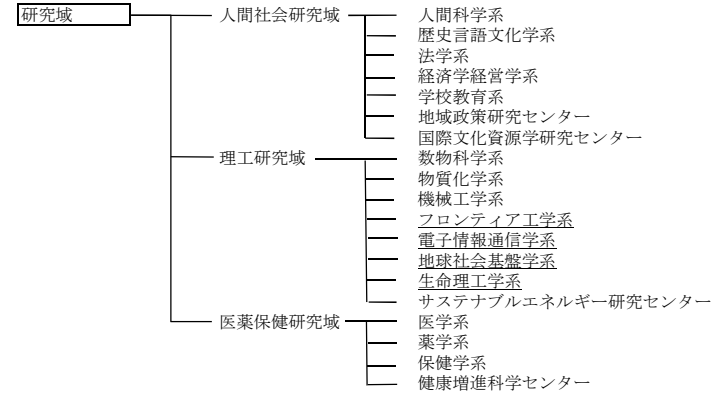 研究域
人間社会研究域
人間科学系
歴史言語文化学系
法学系
経済学経営学系
学校教育系
地域政策研究センター
国際文化資源学研究センター
理工研究域
数物科学系
物質化学系
機械工学系
フロンティア工学系
電子情報通信学系
地球社会基盤学系
生命理工学系
サステナブルエネルギー研究センター
医薬保健研究域
医学系
薬学系
保健学系
健康増進科学センター